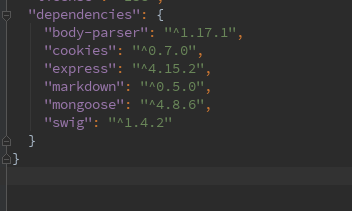 "dependencies": {
"body-parser": "^1.17.1",
"cookies": "^0.7.0",
"express": "^4.15.2",
"markdown": "^0.5.0",
"mongoose": "^4.8.6",
"swig": "^1.4.2"
}
}